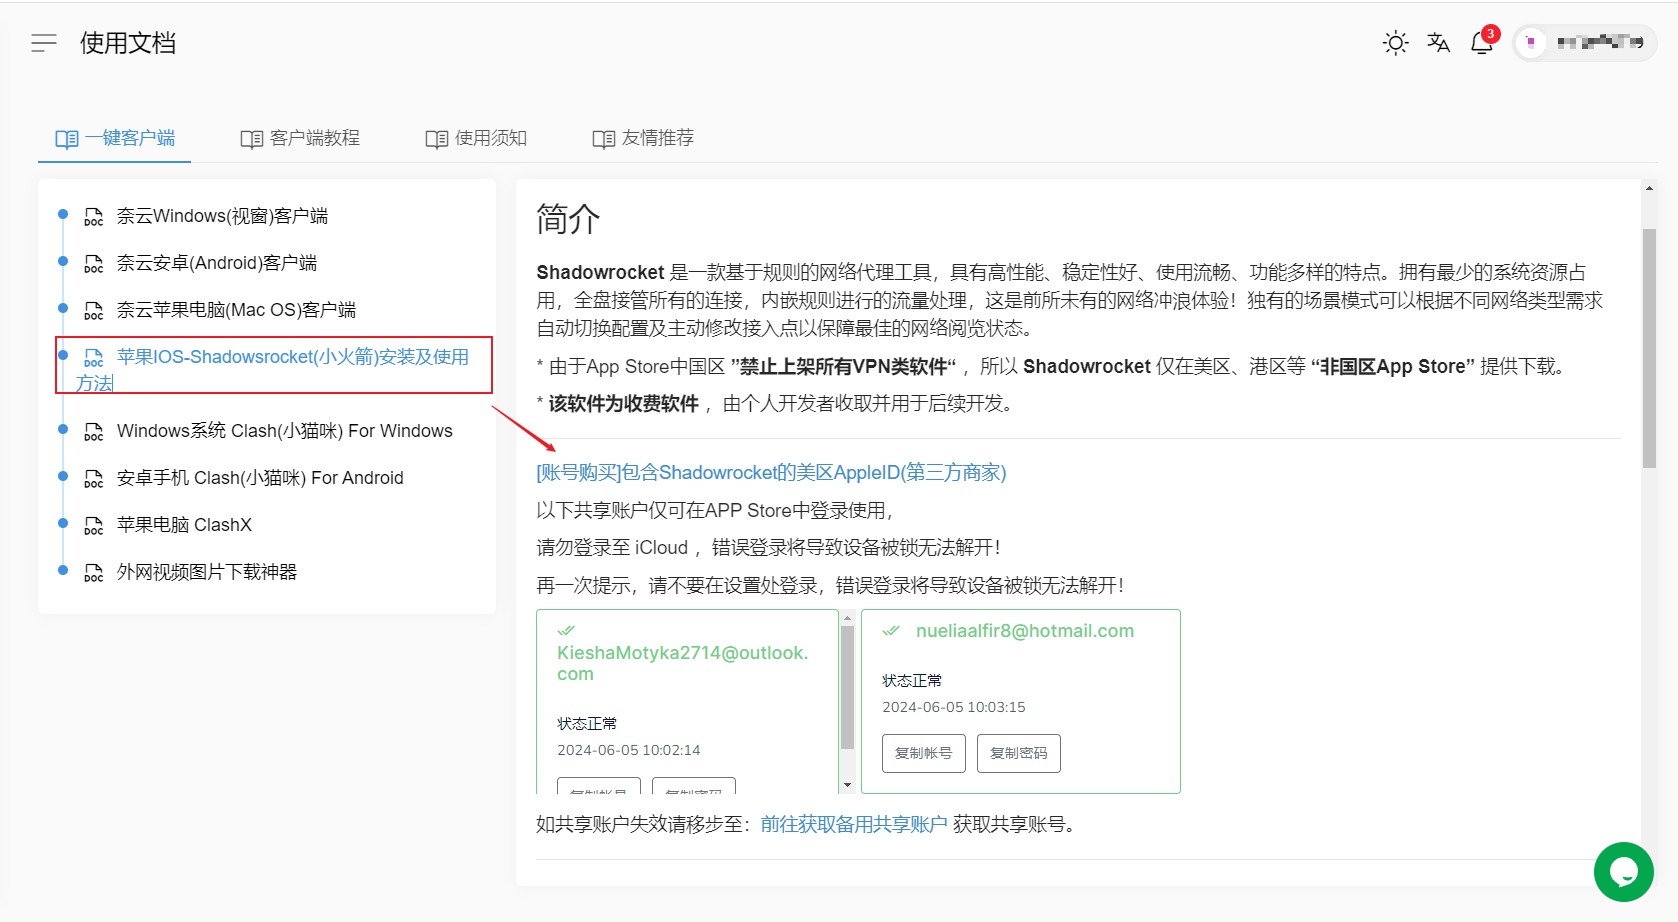 使用文档
3
一键客户端
客户端教程
使用须知
友情推荐
DOC 奈云Windows(视窗)客户端
DOC 奈云安卓(Android)客户端
DOC 奈云苹果电脑(Mac OS)客户端
DOC 苹果IOS-Shadowsrocket(小火箭)安装及使用
方法
DOC Windows系统 Clash(小猫咪) For Windows
DOC 安卓手机 Clash(小猫咪) For Android
DOC 苹果电脑 ClashX
DOC 外网视频图片下载神器
简介
Shadowrocket 是一款基于规则的网络代理工具，具有高性能、稳定性好、使用流畅、功能多样的特点。拥有最少的系统资源占
用，全盘接管所有的连接，内嵌规则进行的流量处理，这是前所未有的网络冲浪体验！独有的场景模式可以根据不同网络类型需求
自动切换配置及主动修改接入点以保障最佳的网络阅览状态。
* 由于App Store中国区 ”禁止上架所有VPN类软件“ ，所以 Shadowrocket 仅在美区、港区等 “非国区App Store” 提供下载。
* 该软件为收费软件 ，由个人开发者收取并用于后续开发。
[账号购买]包含Shadowrocket的美区AppleID(第三方商家)
以下共享账户仅可在APP Store中登录使用，
请勿登录至 iCloud ，错误登录将导致设备被锁无法解开！
再一次提示，请不要在设置处登录，错误登录将导致设备被锁无法解开！
KieshaMotyka2714@outlook.
com
状态正常
2024-06-05 10:02:14
复制帐号 复制密码
nueliaalfir8@hotmail.com
状态正常
2024-06-05 10:03:15
复制帐号 复制密码
如共享账户失效请移步至：前往获取备用共享账户 获取共享账号。